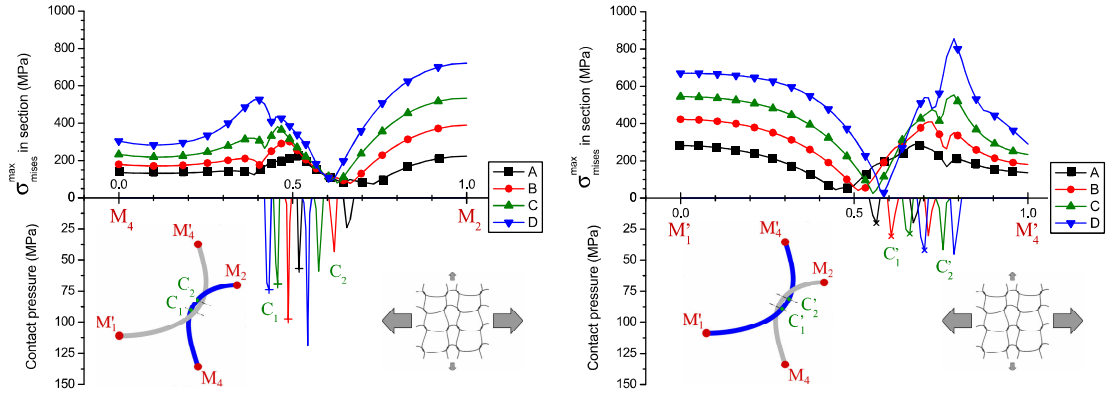 1000
800
600
400
200
0
σ max mises in section (MPa)
0.0 0.5 1.0
M4 M2
A
B
C
D
25
50
75
100
125
150
Contact pressure (MPa)
C1 C2
M'4
M2
C2
C1
M'1
M4
1000
800
600
400
200
0
σ max mises in section (MPa)
0.0 0.5 1.0
M'1 M'4
A
B
C
D
25
50
75
100
125
150
Contact pressure (MPa)
C'1 C'2
M'4
M2
C'2
C'1
M'1
M4